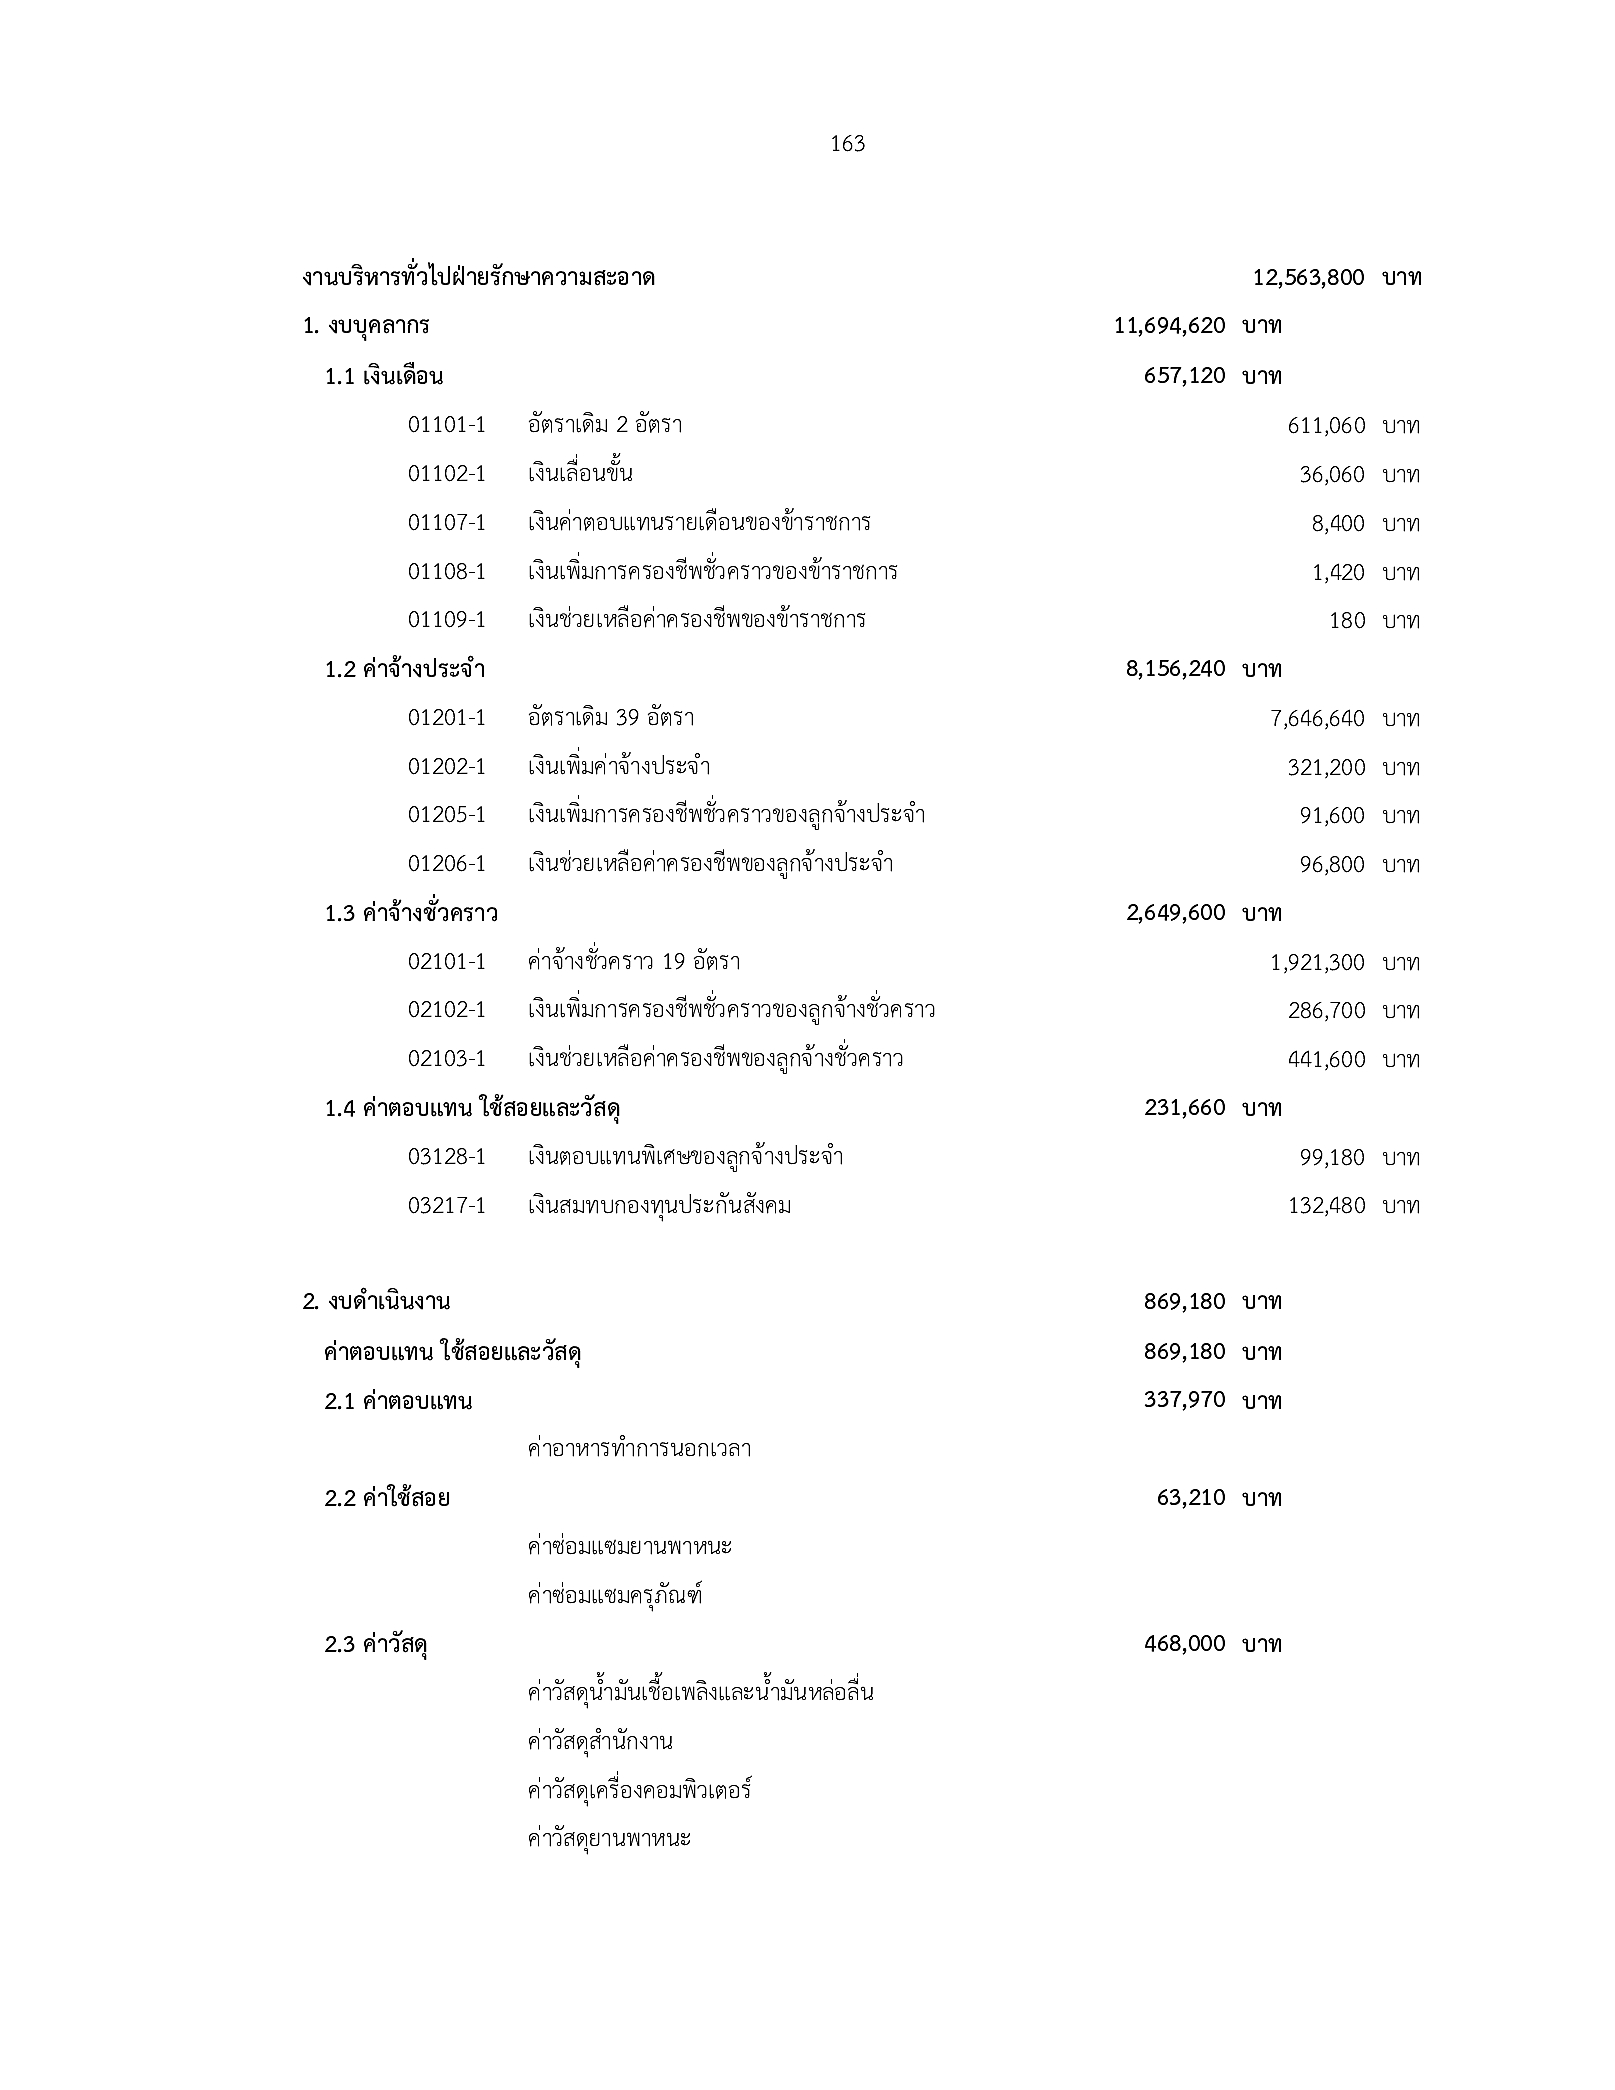 163
งานบริหารทั่วไปฝ่ายรักษาความสะอาด 12,563,800 บาท
1. งบบุคลากร 11,694,620 บาท
1.1 เงินเดือน 657,120 บาท
01101-1 อัตราเดิม 2 อัตรา 611,060 บาท
01102-1 เงินเลื่อนขั้น 36,060 บาท
01107-1 เงินค่าตอบแทนรายเดือนของข้าราชการ 8,400 บาท
01108-1 เงินเพิ่มการครองชีพชั่วคราวของข้าราชการ 1,420 บาท
01109-1 เงินช่วยเหลือค่าครองชีพของข้าราชการ 180 บาท
1.2 ค่าจ้างประจำ 8,156,240 บาท
01201-1 อัตราเดิม 39 อัตรา 7,646,640 บาท
01202-1 เงินเพิ่มค่าจ้างประจำ 321,200 บาท
01205-1 เงินเพิ่มการครองชีพชั่วคราวของลูกจ้างประจำ 91,600 บาท
01206-1 เงินช่วยเหลือค่าครองชีพของลูกจ้างประจำ 96,800 บาท
1.3 ค่าจ้างชั่วคราว 2,649,600 บาท
02101-1 ค่าจ้างชั่วคราว 19 อัตรา 1,921,300 บาท
02102-1 เงินเพิ่มการครองชีพชั่วคราวของลูกจ้างชั่วคราว 286,700 บาท
02103-1 เงินช่วยเหลือค่าครองชีพของลูกจ้างชั่วคราว 441,600 บาท
1.4 ค่าตอบแทน ใช้สอยและวัสดุ 231,660 บาท
03128-1 เงินตอบแทนพิเศษของลูกจ้างประจำ 99,180 บาท
03217-1 เงินสมทบกองทุนประกันสังคม 132,480 บาท
2. งบดำเนินงาน 869,180 บาท
ค่าตอบแทน ใช้สอยและวัสดุ 869,180 บาท
2.1 ค่าตอบแทน 337,970 บาท
ค่าอาหารทำการนอกเวลา
2.2 ค่าใช้สอย 63,210 บาท
ค่าซ่อมแซมยานพาหนะ
ค่าซ่อมแซมครุภัณฑ์
2.3 ค่าวัสดุ 468,000 บาท
ค่าวัสดุน้ำมันเชื้อเพลิงและน้ำมันหล่อลื่น
ค่าวัสดุสำนักงาน
ค่าวัสดุเครื่องคอมพิวเตอร์
ค่าวัสดุยานพาหนะ